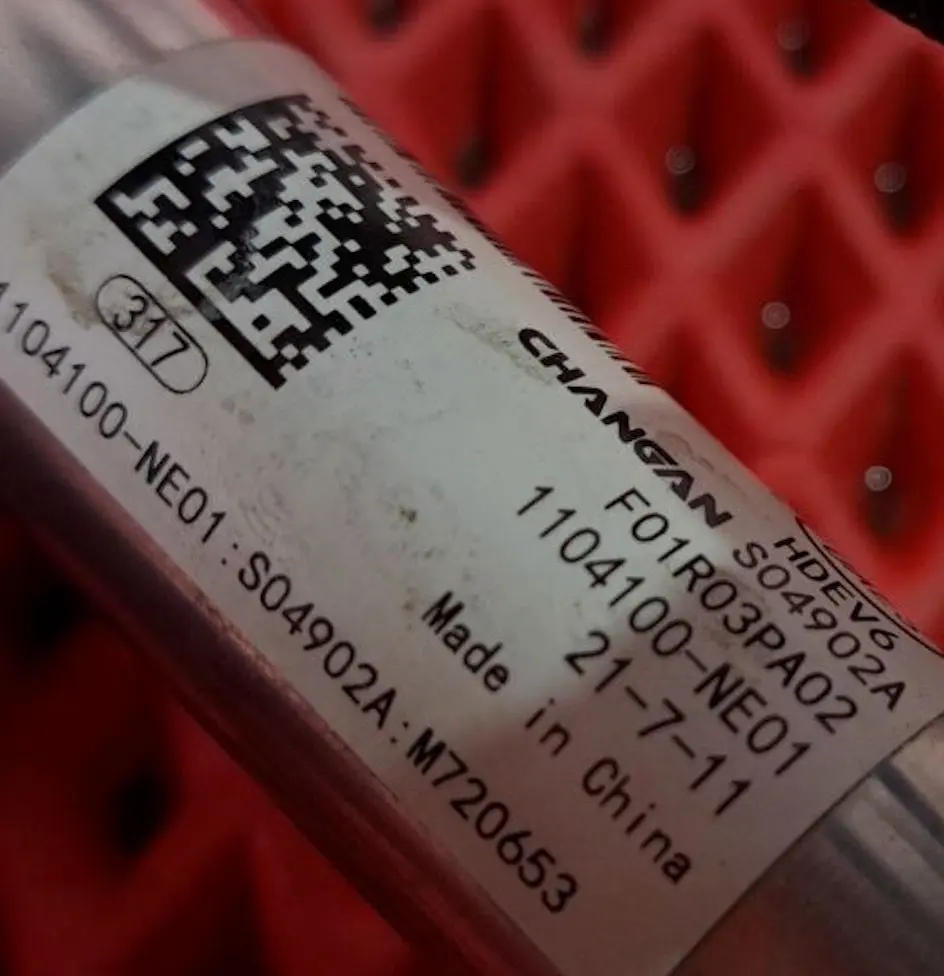 317
CHANGAN
HDEV6
S04902A
F01R03PA02
1104100-NE01
21-7-11
Made in China
1104100-NE01:S04902A:M720653